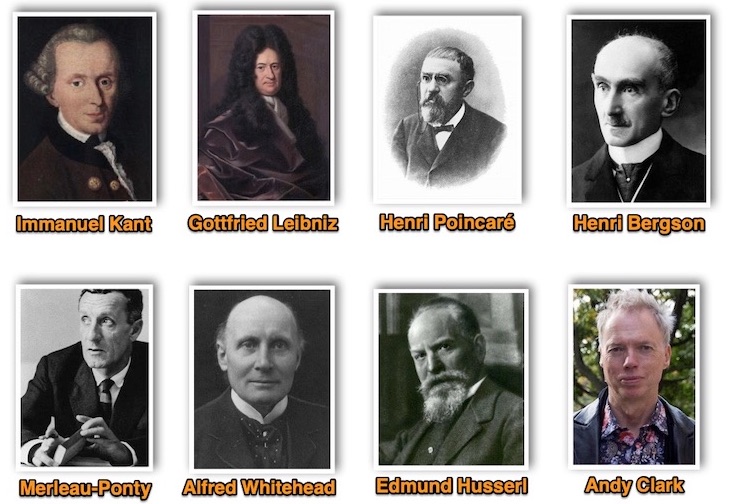 Immanuel Kant
Gottfried Leibniz
Henri Poincaré
Henri Bergson
Merleau-Ponty
Alfred Whitehead
Edmund Husserl
Andy Clark